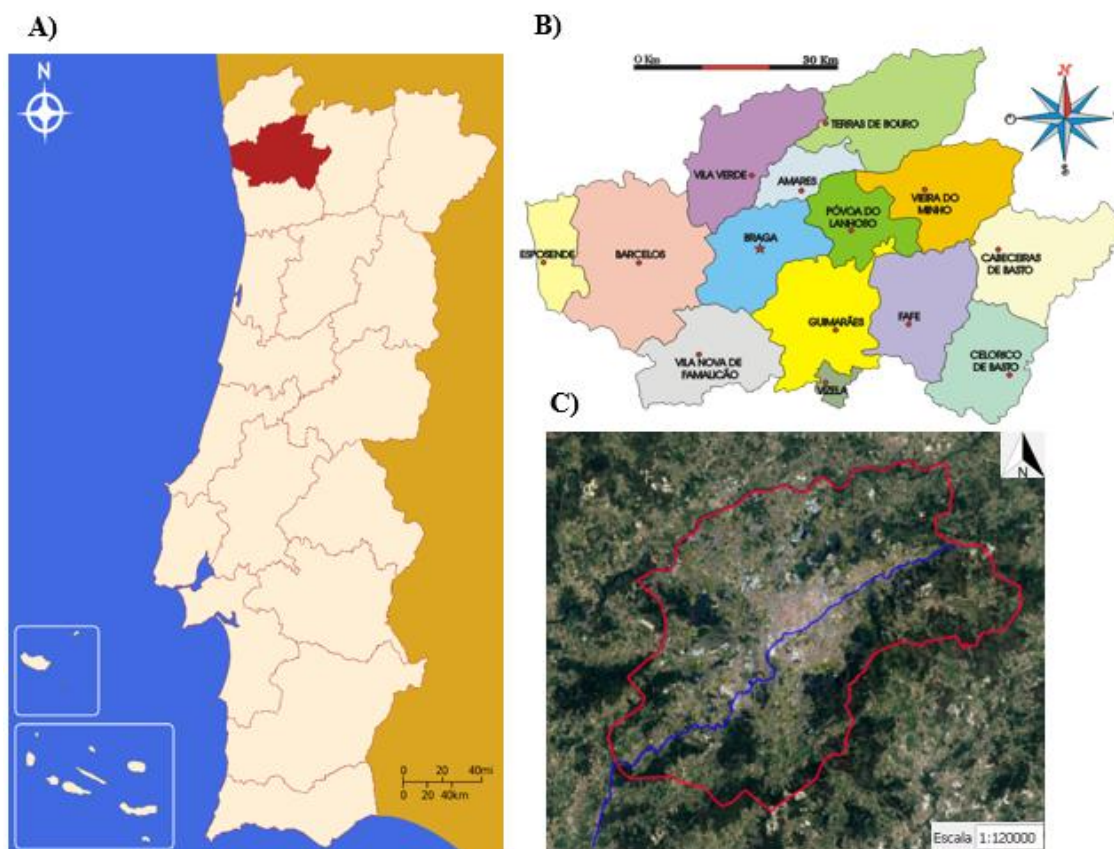 A)
N
0 20 40mi
0 20 40km
B)
0 Km 30 Km
N
O
S
TERRAS DE BOURO
VILA VERDE
AMARES
VIEIRA DO
MINHO
PÓVOA DO
LANHOSO
BRAGA
ESPOSENDE
BARCELOS
CABECEIRAS
DE BASTO
GUIMARÃES
FAFE
VILA NOVA DE
FAMALICÃO
CELORICO
DE BASTO
VIZELA
C)
N
Escala 1:120000